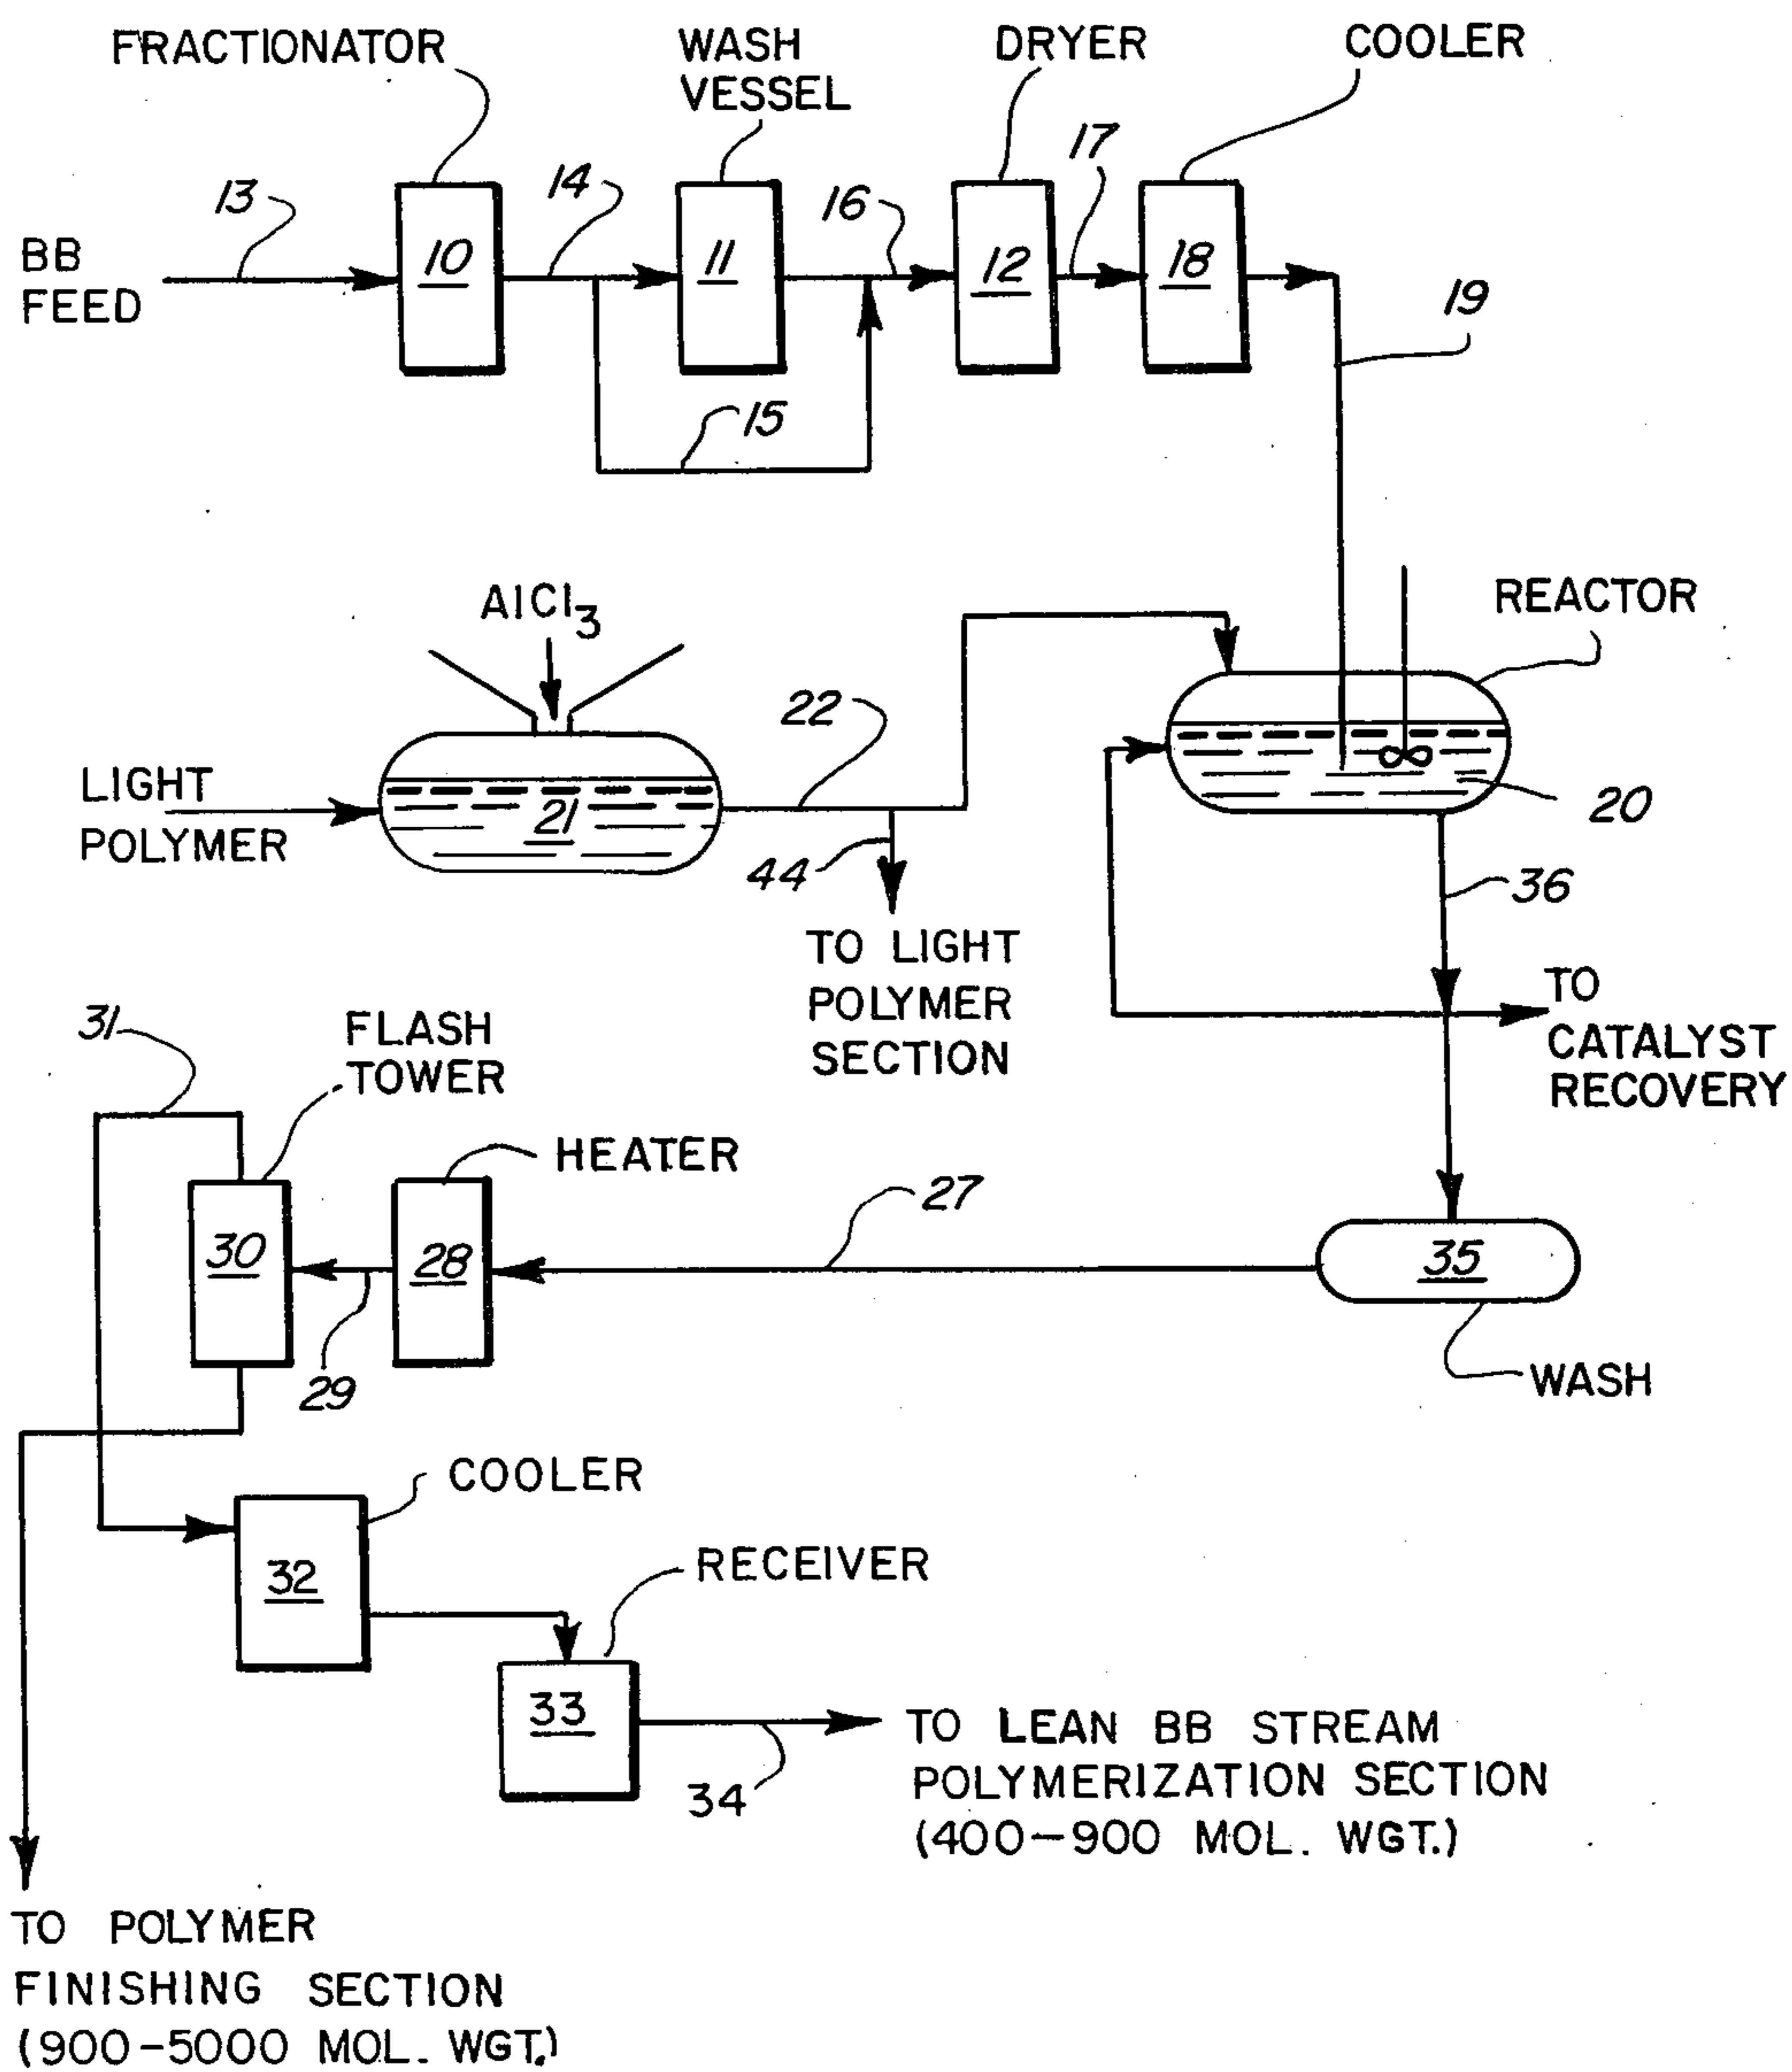 FRACTIONATOR
WASH
VESSEL
DRYER
COOLER
13
14
16
17
BB
FEED
10
11
12
18
19
15
AlCl3
REACTOR
22
LIGHT
POLYMER
21
20
44
36
TO LIGHT
POLYMER
SECTION
TO
CATALYST
RECOVERY
31
FLASH
TOWER
HEATER
27
30
28
35
29
WASH
COOLER
32
RECEIVER
33
34
TO LEAN BB STREAM
POLYMERIZATION SECTION
(400-900 MOL. WGT.)
TO POLYMER
FINISHING SECTION
(900-5000 MOL. WGT.)